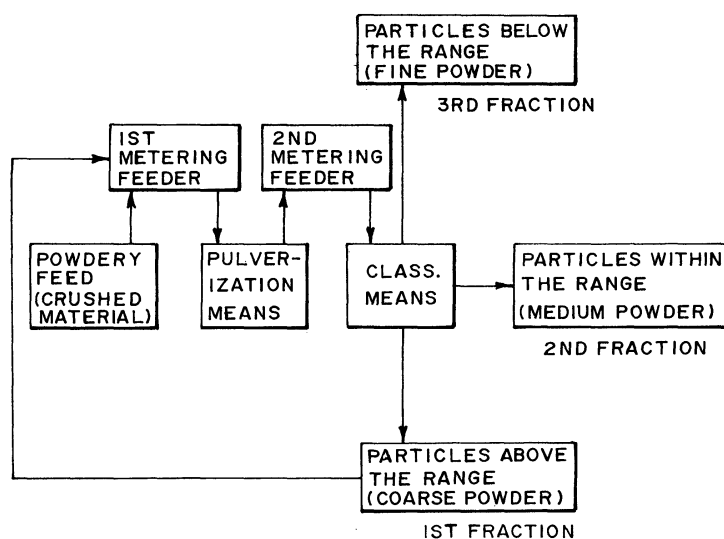 PARTICLES BELOW
THE RANGE
(FINE POWDER)
3RD FRACTION
1ST
METERING
FEEDER
2ND
METERING
FEEDER
POWDERY
FEED
(CRUSHED
MATERIAL)
PULVER-
IZATION
MEANS
CLASS.
MEANS
PARTICLES WITHIN
THE RANGE
(MEDIUM POWDER)
2ND FRACTION
PARTICLES ABOVE
THE RANGE
(COARSE POWDER)
1ST FRACTION